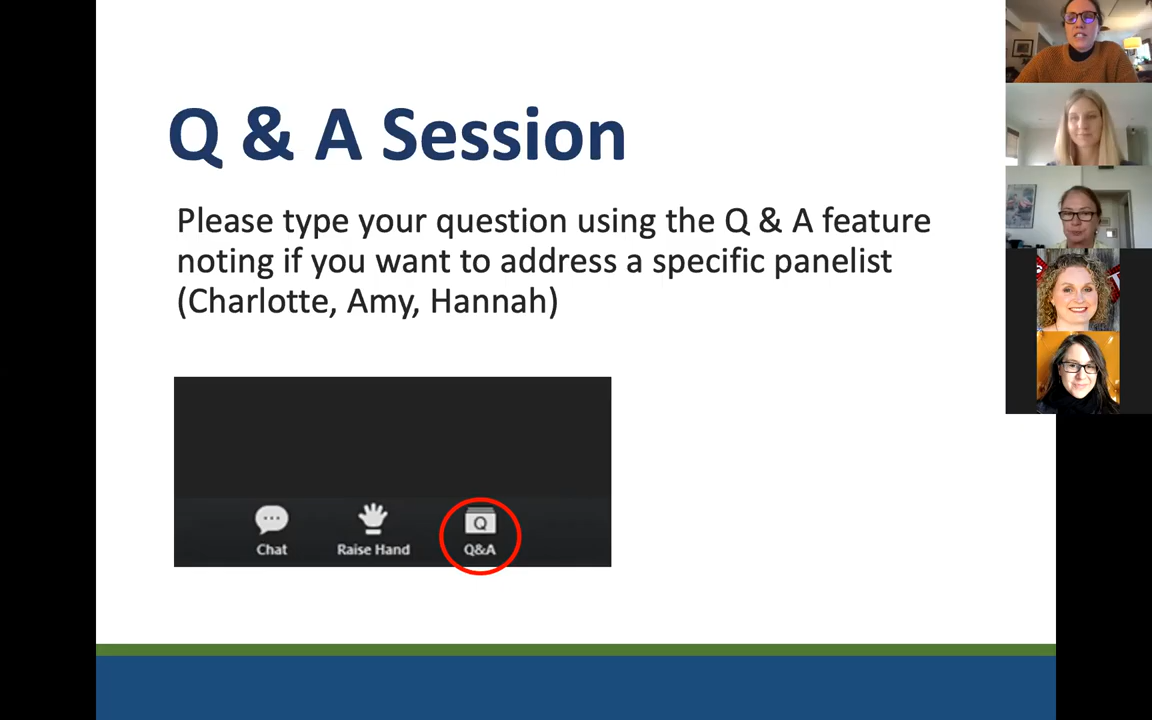 Q & A Session
Please type your question using the Q & A feature
noting if you want to address a specific panelist
(Charlotte, Amy, Hannah)
Q
Chat
Raise Hand
Q&A